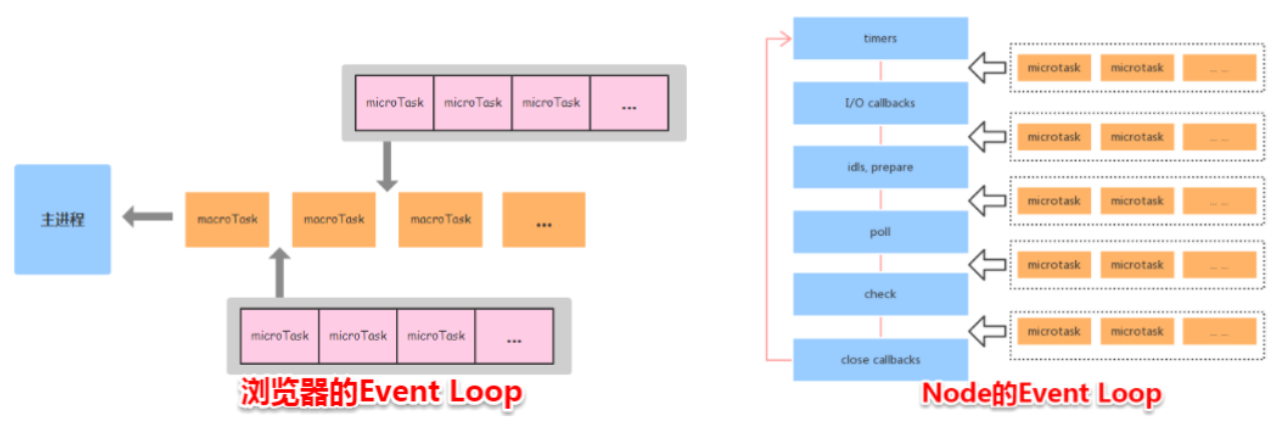 microTask microTask microTask ...
主进程
macroTask macroTask macroTask ...
microTask microTask microTask ...
浏览器的Event Loop
timers
microtask microtask ... ...
I/O callbacks
microtask microtask ... ...
idls, prepare
microtask microtask ... ...
poll
microtask microtask ... ...
check
microtask microtask ... ...
close callbacks
Node的Event Loop